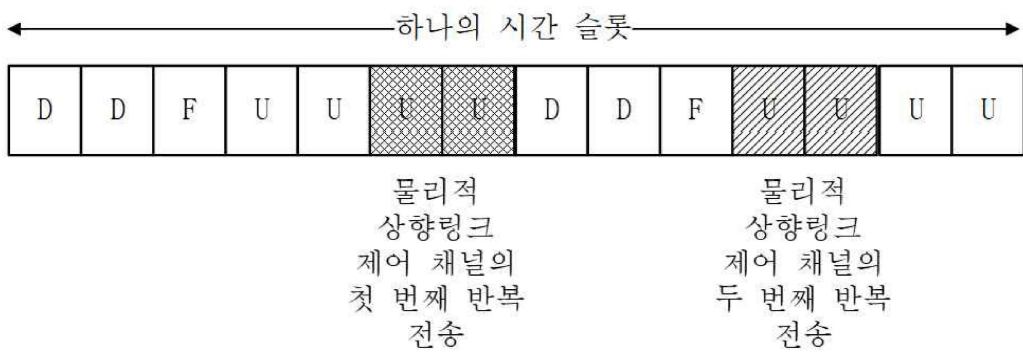 하나의 시간 슬롯
D D F U U U U D D F U U U U
물리적 물리적
상향링크 상향링크
제어 채널의 제어 채널의
첫 번째 반복 두 번째 반복
전송 전송